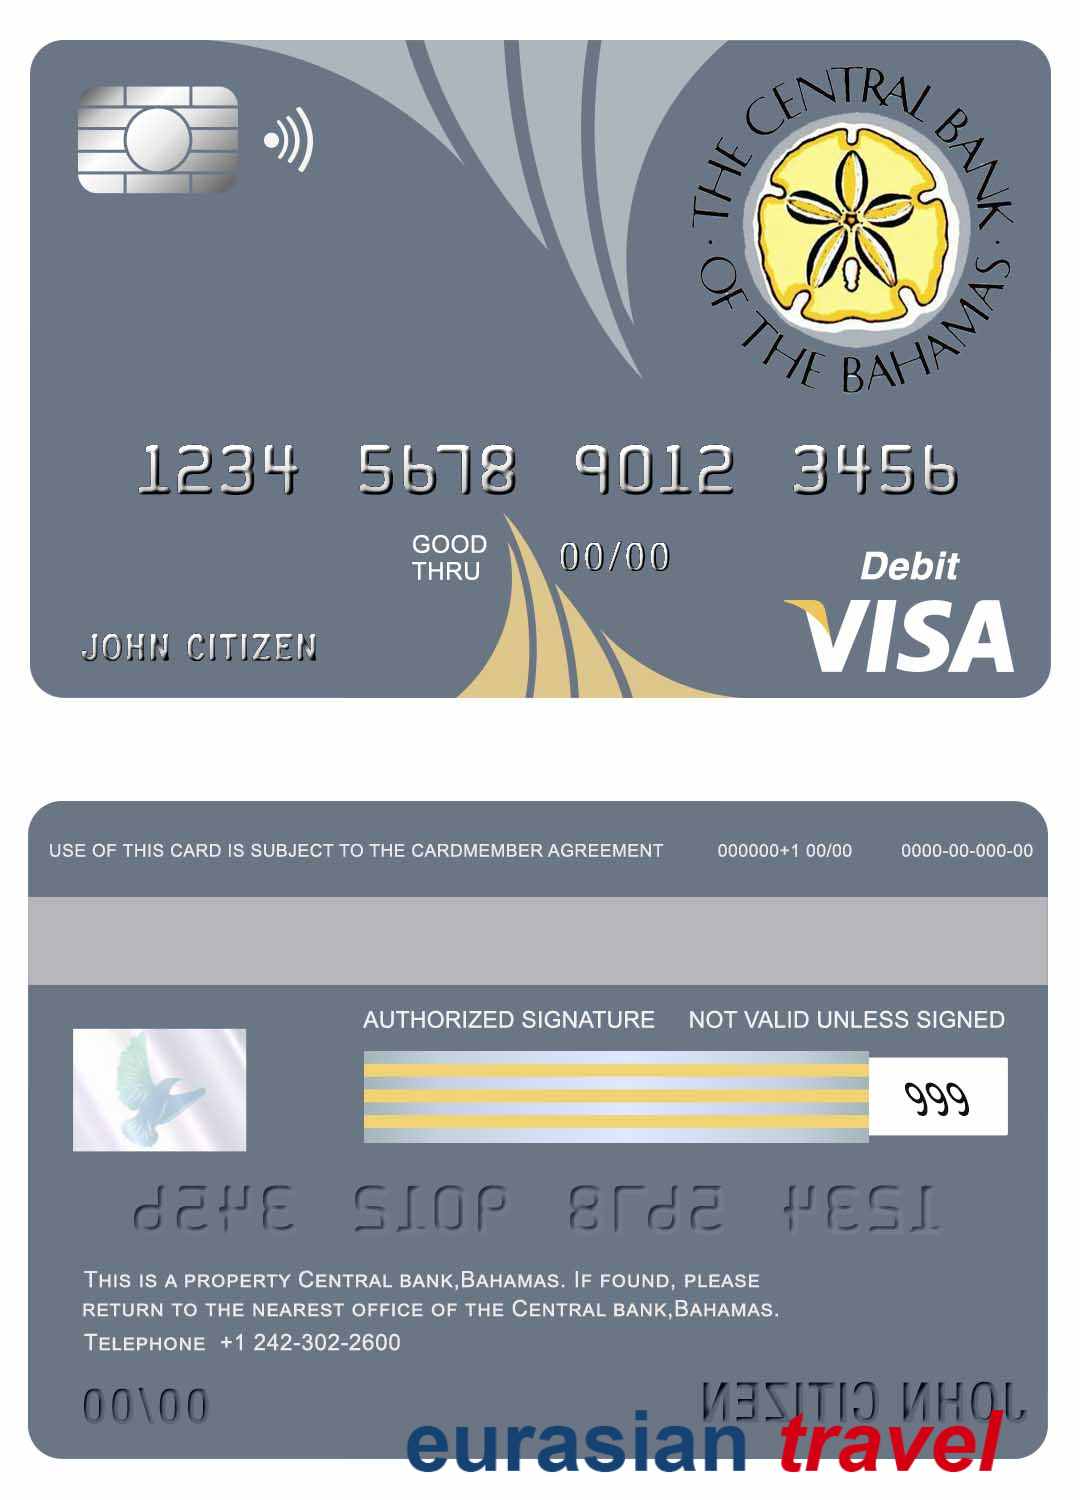 THE CENTRAL BANK
· OF THE BAHAMAS ·
1234 5678 9012 3456
GOOD
THRU
00/00
Debit
JOHN CITIZEN
VISA
USE OF THIS CARD IS SUBJECT TO THE CARDMEMBER AGREEMENT 000000+1 00/00 0000-00-000-00
AUTHORIZED SIGNATURE NOT VALID UNLESS SIGNED
999
1234 5678 9012 3456
THIS IS A PROPERTY CENTRAL BANK,BAHAMAS. IF FOUND, PLEASE
RETURN TO THE NEAREST OFFICE OF THE CENTRAL BANK,BAHAMAS.
TELEPHONE +1 242-302-2600
00/00
JOHN CITIZEN
eurasian travel